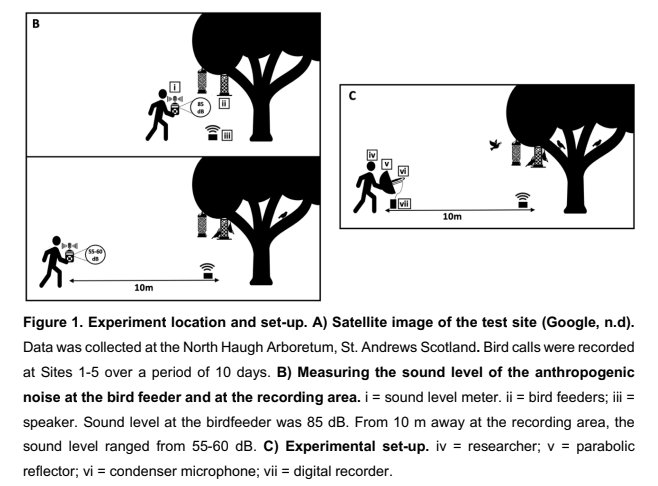 B
i
85
dB
ii
iii
55-60
dB
10m
C
iv
v
vi
vii
10m
Figure 1. Experiment location and set-up. A) Satellite image of the test site (Google, n.d).
Data was collected at the North Haugh Arboretum, St. Andrews Scotland. Bird calls were recorded
at Sites 1-5 over a period of 10 days. B) Measuring the sound level of the anthropogenic
noise at the bird feeder and at the recording area. i = sound level meter. ii = bird feeders; iii =
speaker. Sound level at the birdfeeder was 85 dB. From 10 m away at the recording area, the
sound level ranged from 55-60 dB. C) Experimental set-up. iv = researcher; v = parabolic
reflector; vi = condenser microphone; vii = digital recorder.